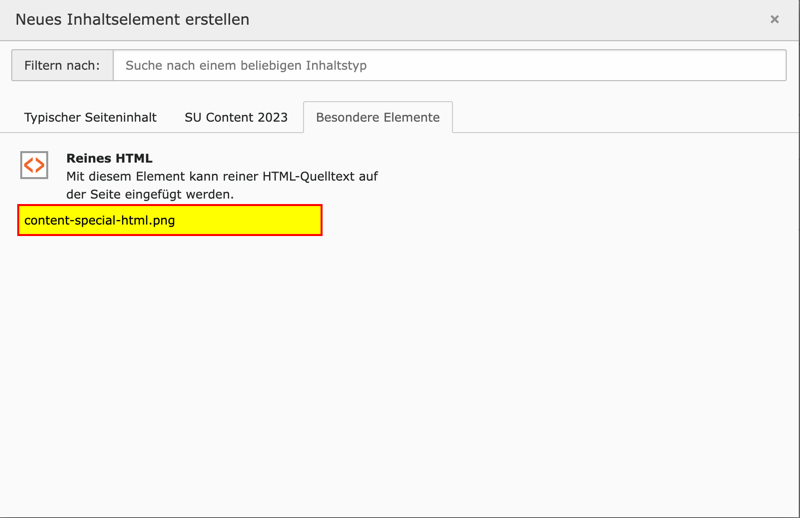 Neues Inhaltselement erstellen
×
Filtern nach: Suche nach einem beliebigen Inhaltstyp
Typischer Seiteninhalt SU Content 2023 Besondere Elemente
Reines HTML
Mit diesem Element kann reiner HTML-Quelltext auf
der Seite eingefügt werden.
content-special-html.png